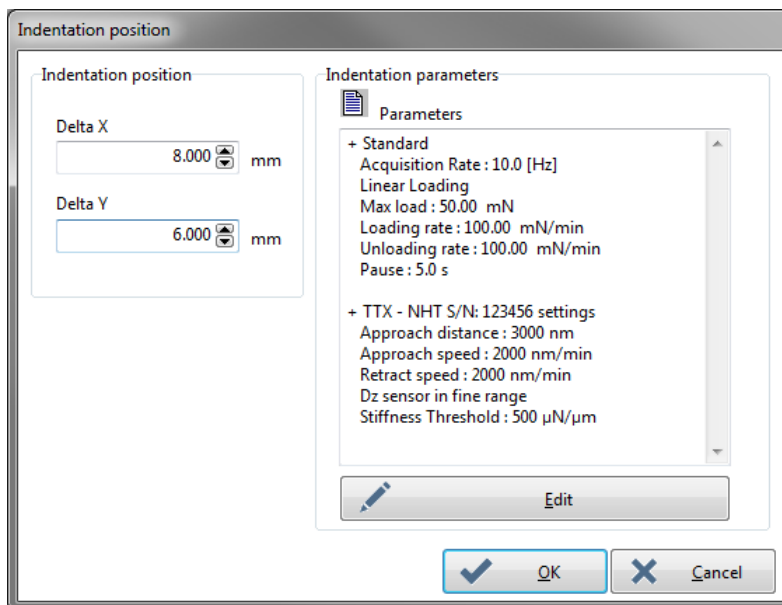 Indentation position
Indentation position
Delta X
8.000 mm
Delta Y
6.000 mm
Indentation parameters
Parameters
+ Standard
Acquisition Rate : 10.0 [Hz]
Linear Loading
Max load : 50.00 mN
Loading rate : 100.00 mN/min
Unloading rate : 100.00 mN/min
Pause : 5.0 s
+ TTX - NHT S/N: 123456 settings
Approach distance : 3000 nm
Approach speed : 2000 nm/min
Retract speed : 2000 nm/min
Dz sensor in fine range
Stiffness Threshold : 500 µN/µm
Edit
OK
Cancel